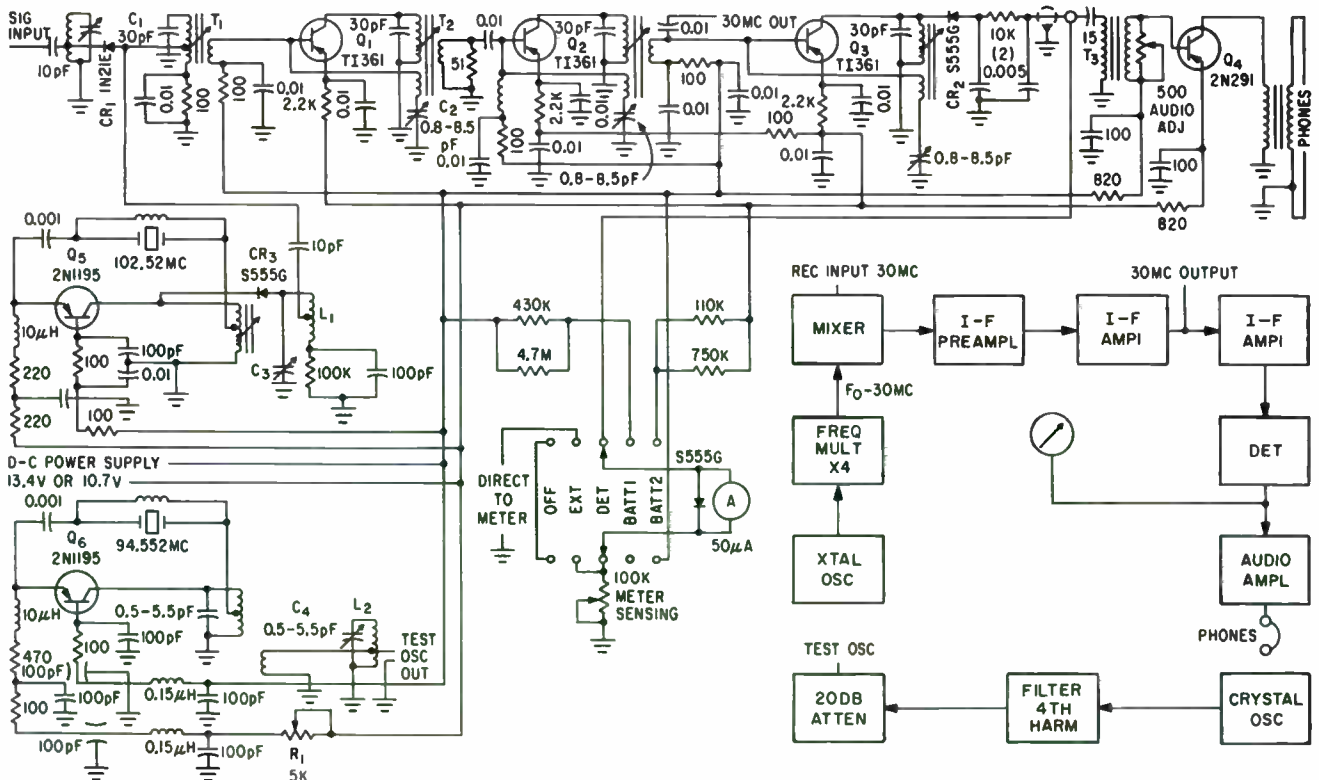 SIG
INPUT
10pF
C1
30pF
T1
CR1 IN21E
0.01
100
100
0.01
2.2K
30pF
Q1
TI361
0.01
T2
C2
0.8-8.5
pF
0.01
51
0.01
30pF
Q2
TI361
2.2K
0.01
100
0.01
0.8-8.5pF
30MC OUT
0.01
100
0.01
0.01
100
30pF
Q3
TI361
2.2K
0.01
0.01
0.8-8.5pF
CR2 S555G
10K
(2)
0.005
15
T3
500
AUDIO
ADJ
Q4
2N291
100
100
820
820
PHONES
0.001
Q5
2N1195
102.52MC
CR3
S555G
10pF
L1
10µH
220
220
100
100pF
0.01
100
C3
100K
100pF
430K
4.7M
110K
750K
D-C POWER SUPPLY
13.4V OR 10.7V
DIRECT
TO
METER
OFF
EXT
DET
BATT1
BATT2
S555G
A
50µA
100K
METER
SENSING
0.001
Q6
2N1195
94.552MC
10µH
470
100pF)
100
100pF
100
100pF
0.5-5.5pF
100pF
0.15µH
100pF
100pF
0.15µH
100pF
R1
5K
C4
0.5-5.5pF
L2
TEST
OSC
OUT
REC INPUT 30MC
30MC OUTPUT
MIXER
I-F
PREAMPL
I-F
AMPI
I-F
AMPI
F0-30MC
FREQ
MULT
X4
DET
XTAL
OSC
AUDIO
AMPL
PHONES
TEST OSC
20DB
ATTEN
FILTER
4TH
HARM
CRYSTAL
OSC